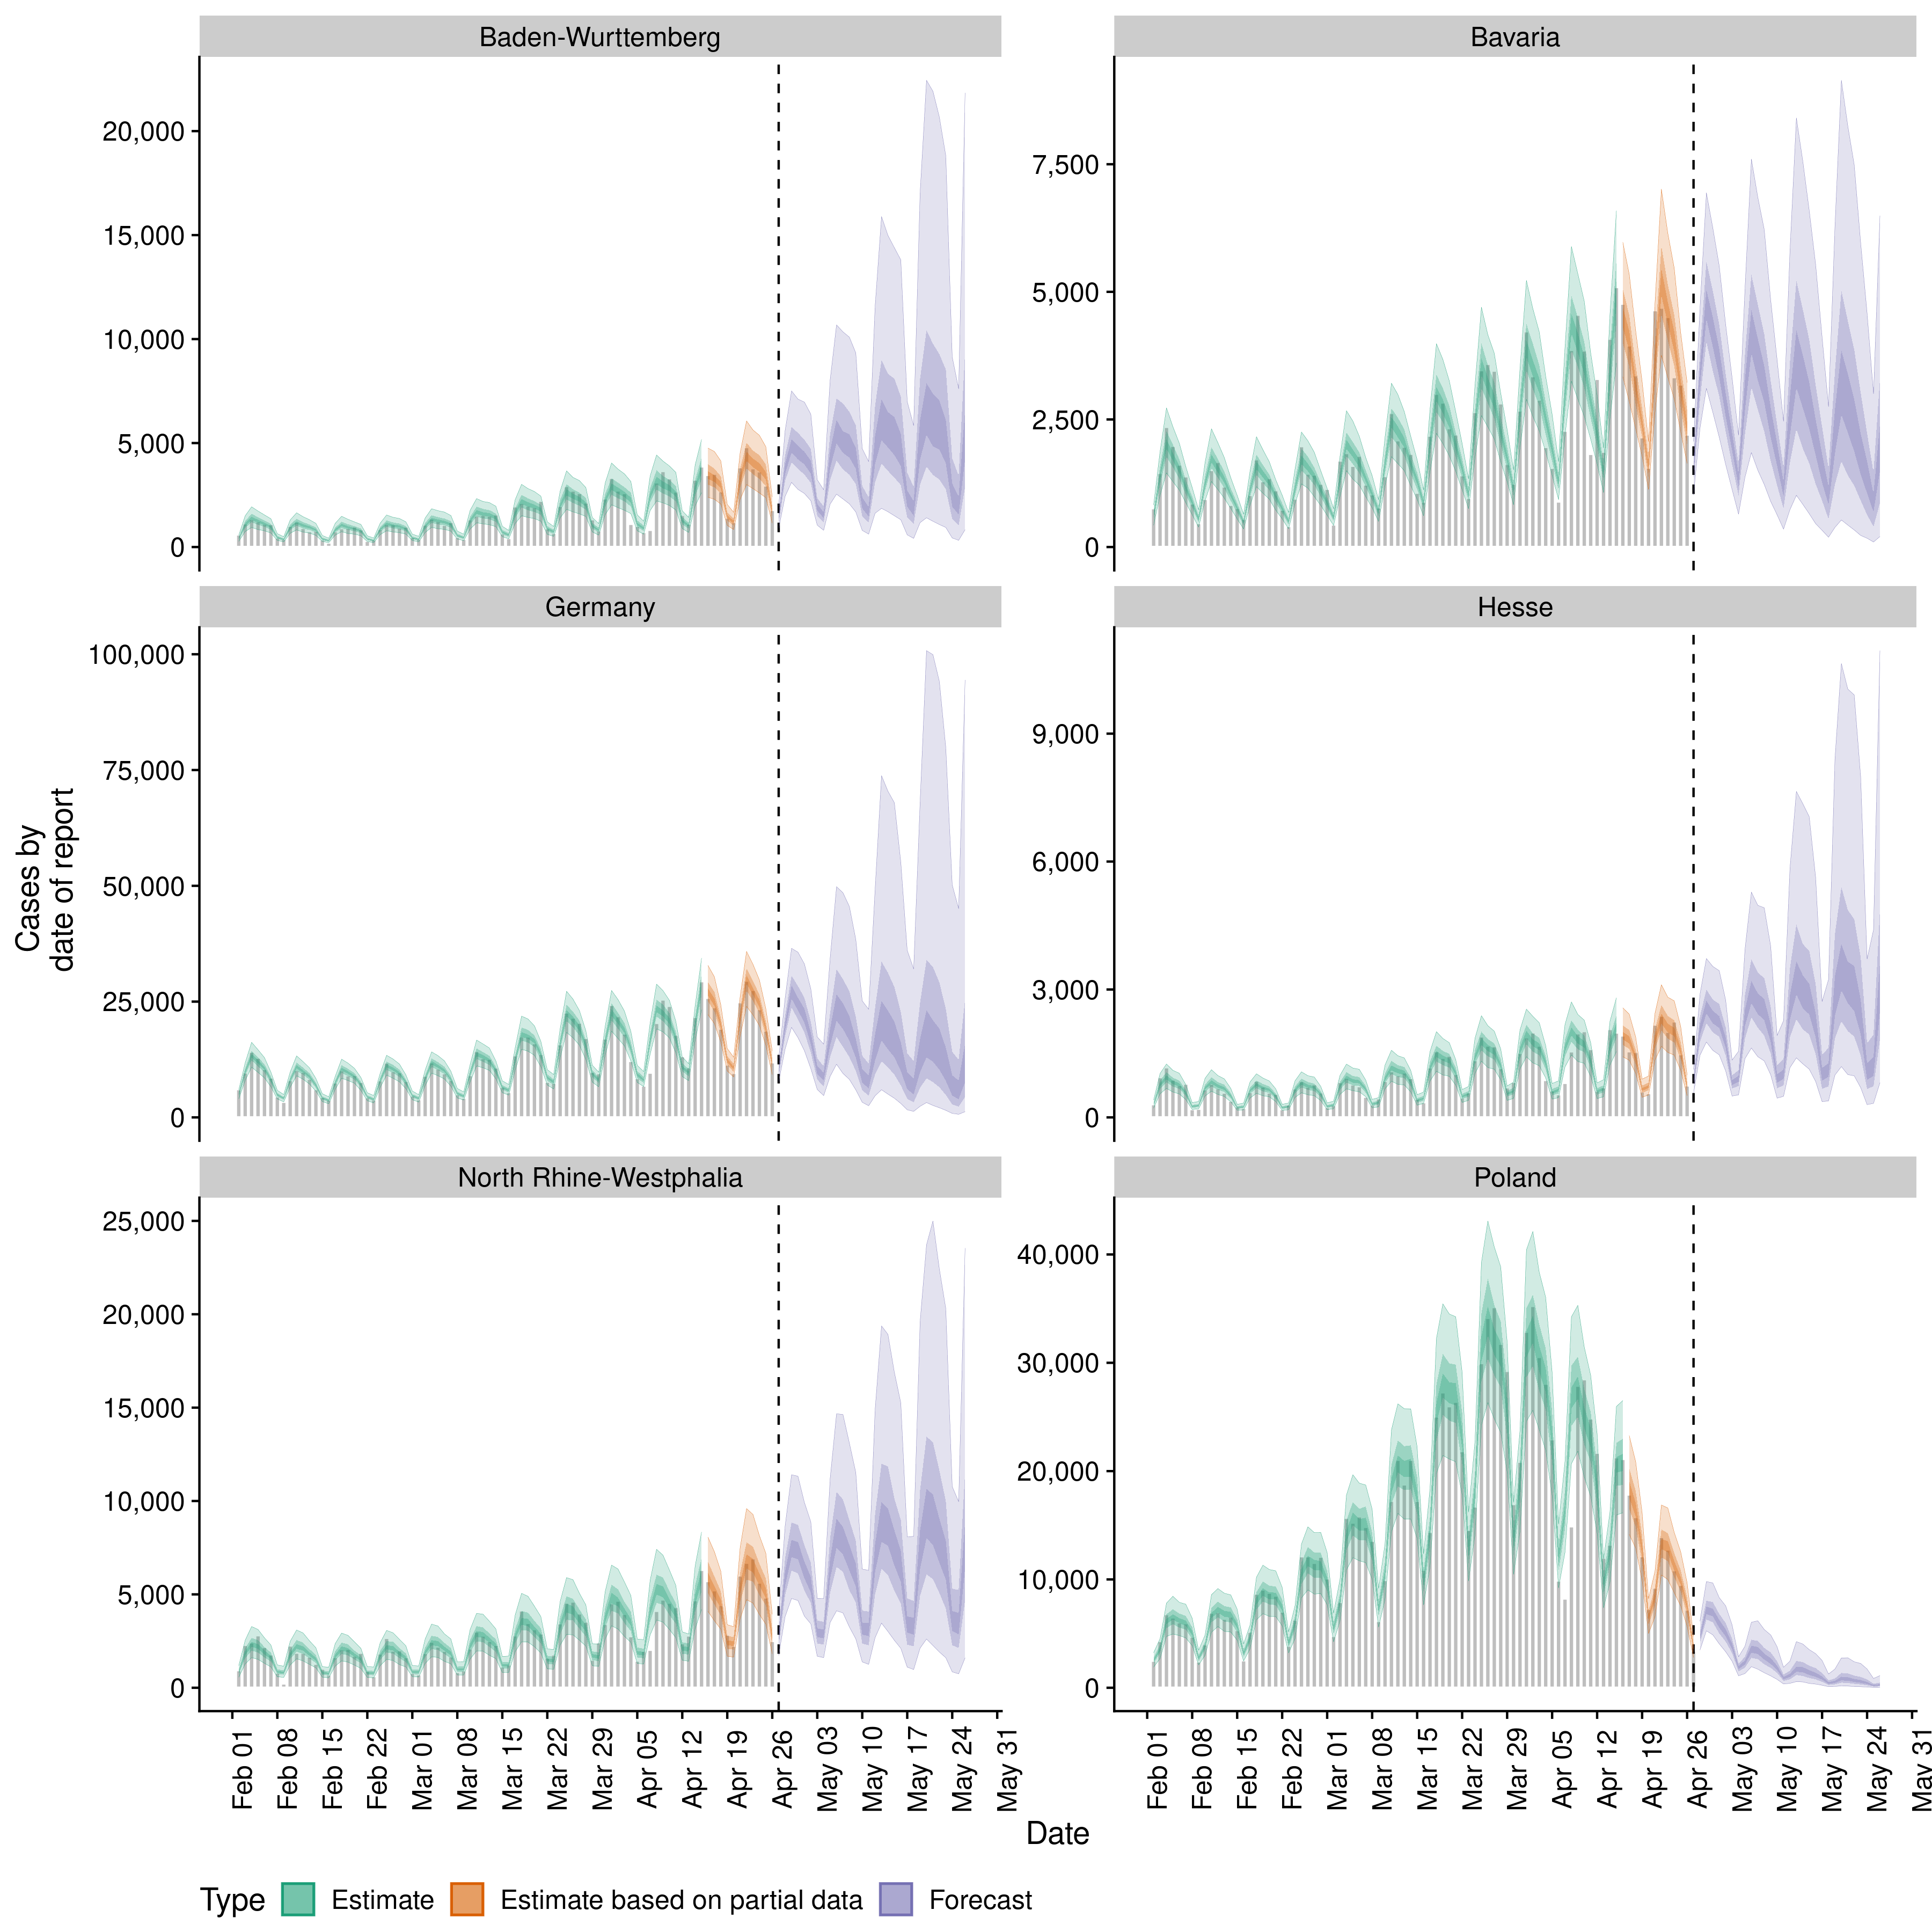 Baden-Wurttemberg
Bavaria
20,000
15,000
10,000
5,000
0
7,500
5,000
2,500
0
Germany
Hesse
100,000
75,000
50,000
25,000
0
9,000
6,000
3,000
0
Cases by
date of report
North Rhine-Westphalia
Poland
25,000
20,000
15,000
10,000
5,000
0
40,000
30,000
20,000
10,000
0
Feb 01
Feb 08
Feb 15
Feb 22
Mar 01
Mar 08
Mar 15
Mar 22
Mar 29
Apr 05
Apr 12
Apr 19
Apr 26
May 03
May 10
May 17
May 24
May 31
Feb 01
Feb 08
Feb 15
Feb 22
Mar 01
Mar 08
Mar 15
Mar 22
Mar 29
Apr 05
Apr 12
Apr 19
Apr 26
May 03
May 10
May 17
May 24
May 31
Date
Type Estimate Estimate based on partial data Forecast